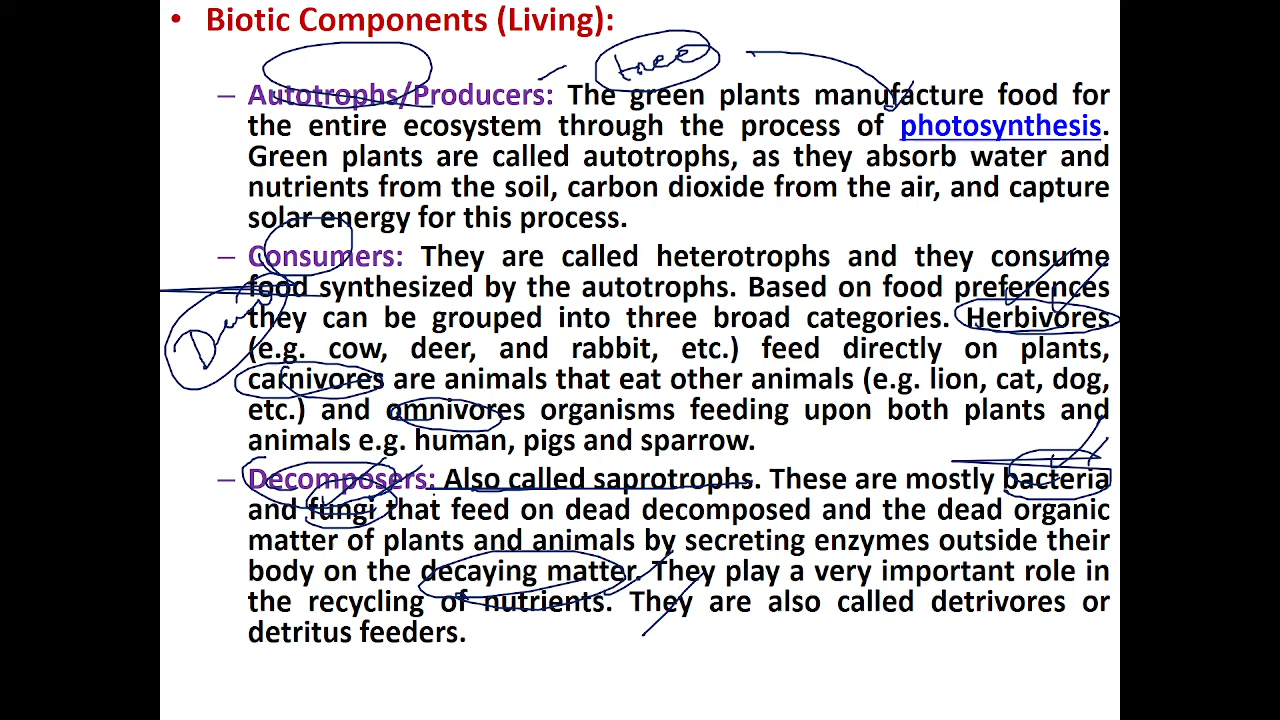 • Biotic Components (Living):
tree
– Autotrophs/Producers: The green plants manufacture food for
the entire ecosystem through the process of photosynthesis.
Green plants are called autotrophs, as they absorb water and
nutrients from the soil, carbon dioxide from the air, and capture
solar energy for this process.
– Consumers: They are called heterotrophs and they consume
food synthesized by the autotrophs. Based on food preferences
they can be grouped into three broad categories. Herbivores
(e.g. cow, deer, and rabbit, etc.) feed directly on plants,
carnivores are animals that eat other animals (e.g. lion, cat, dog,
etc.) and omnivores organisms feeding upon both plants and
animals e.g. human, pigs and sparrow.
– Decomposers: Also called saprotrophs. These are mostly bacteria
and fungi that feed on dead decomposed and the dead organic
matter of plants and animals by secreting enzymes outside their
body on the decaying matter. They play a very important role in
the recycling of nutrients. They are also called detrivores or
detritus feeders.